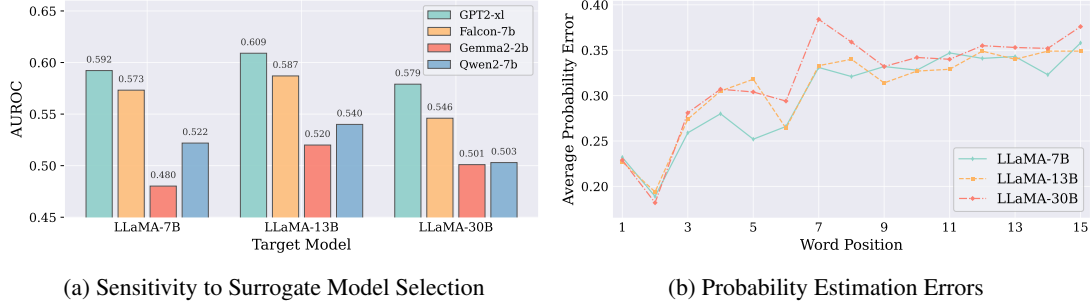 0.65
0.60
0.55
0.50
0.45
AUROC
0.592
0.573
0.480
0.522
0.609
0.587
0.520
0.540
0.579
0.546
0.501
0.503
GPT2-xl
Falcon-7b
Gemma2-2b
Qwen2-7b
LLaMA-7B
LLaMA-13B
LLaMA-30B
Target Model
(a) Sensitivity to Surrogate Model Selection
0.40
0.35
0.30
0.25
0.20
Average Probability Error
LLaMA-7B
LLaMA-13B
LLaMA-30B
1 3 5 7 9 11 13 15
Word Position
(b) Probability Estimation Errors